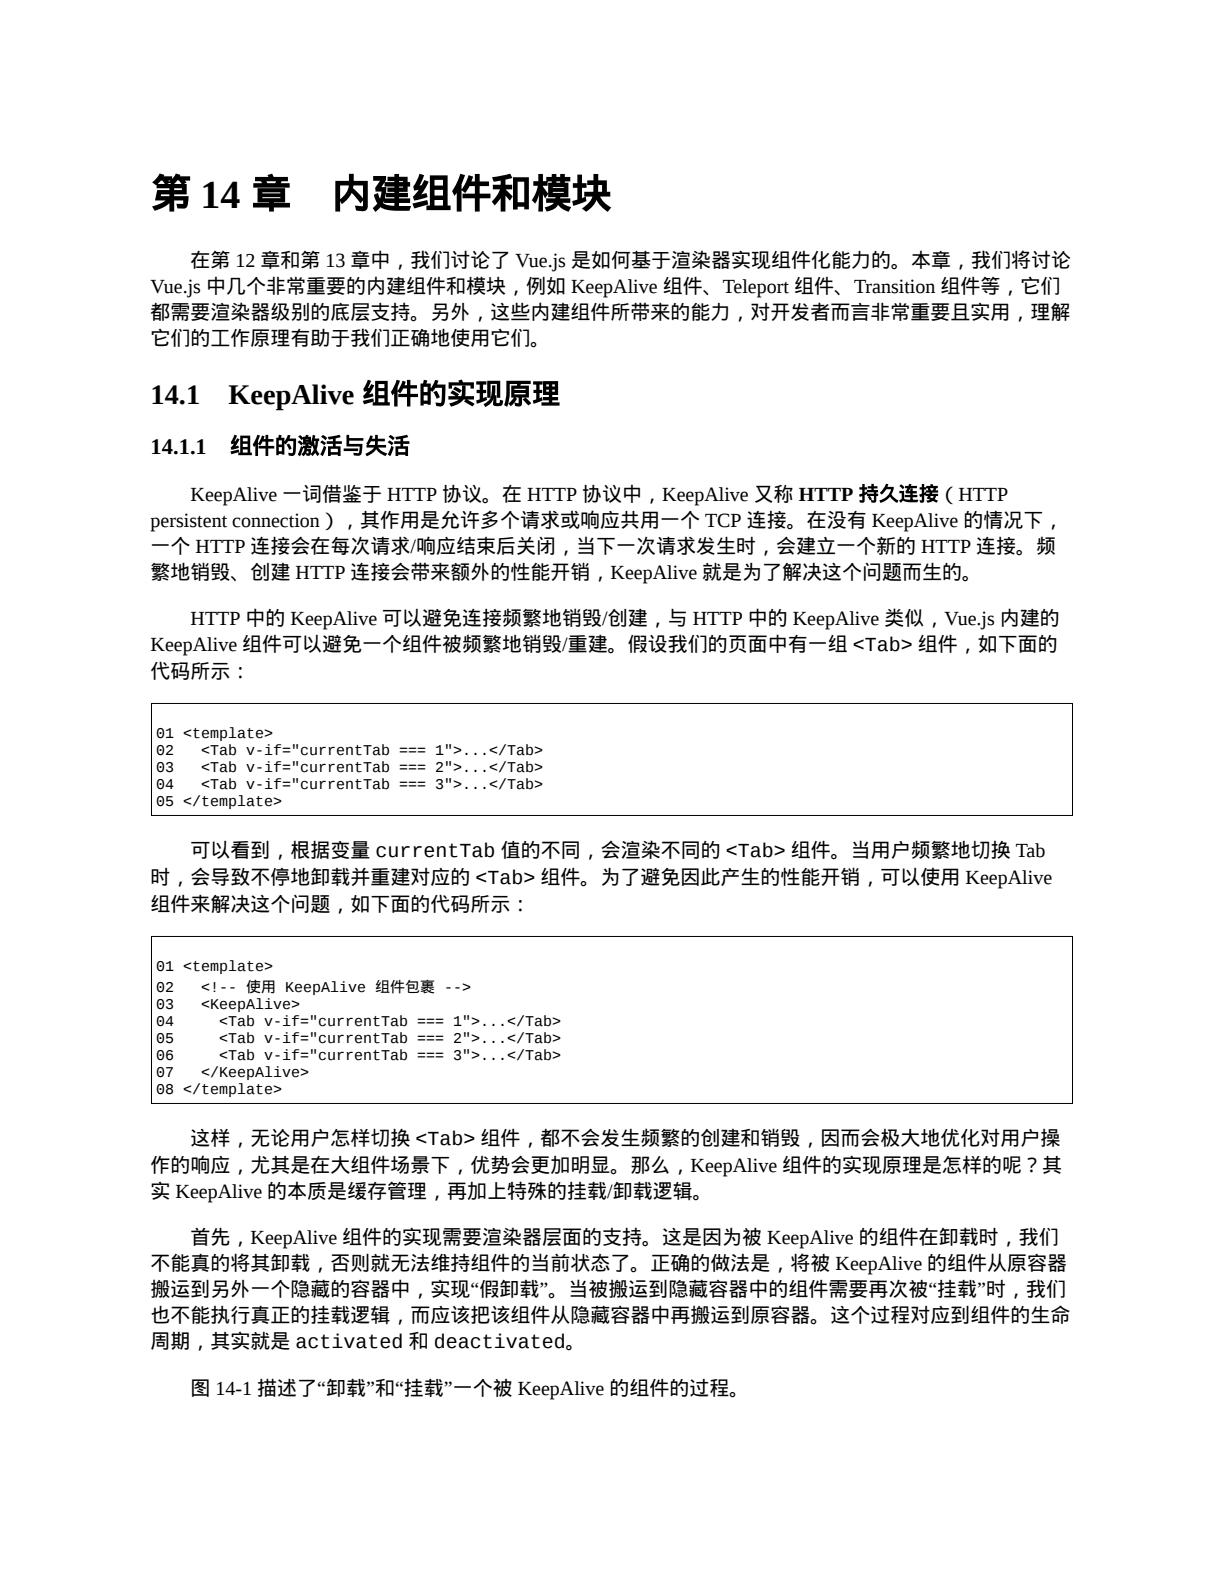 第 14 章　内建组件和模块
在第 12 章和第 13 章中，我们讨论了 Vue.js 是如何基于渲染器实现组件化能力的。本章，我们将讨论
Vue.js 中几个非常重要的内建组件和模块，例如 KeepAlive 组件、Teleport 组件、Transition 组件等，它们
都需要渲染器级别的底层支持。另外，这些内建组件所带来的能力，对开发者而言非常重要且实用，理解
它们的工作原理有助于我们正确地使用它们。
14.1　KeepAlive 组件的实现原理
14.1.1　组件的激活与失活
KeepAlive 一词借鉴于 HTTP 协议。在 HTTP 协议中，KeepAlive 又称 HTTP 持久连接（HTTP
persistent connection），其作用是允许多个请求或响应共用一个 TCP 连接。在没有 KeepAlive 的情况下，
一个 HTTP 连接会在每次请求/响应结束后关闭，当下一次请求发生时，会建立一个新的 HTTP 连接。频
繁地销毁、创建 HTTP 连接会带来额外的性能开销，KeepAlive 就是为了解决这个问题而生的。
HTTP 中的 KeepAlive 可以避免连接频繁地销毁/创建，与 HTTP 中的 KeepAlive 类似，Vue.js 内建的
KeepAlive 组件可以避免一个组件被频繁地销毁/重建。假设我们的页面中有一组 <Tab> 组件，如下面的
代码所示：
01 <template>
02   <Tab v-if="currentTab === 1">...</Tab>
03   <Tab v-if="currentTab === 2">...</Tab>
04   <Tab v-if="currentTab === 3">...</Tab>
05 </template>
可以看到，根据变量 currentTab 值的不同，会渲染不同的 <Tab> 组件。当用户频繁地切换 Tab
时，会导致不停地卸载并重建对应的 <Tab> 组件。为了避免因此产生的性能开销，可以使用 KeepAlive
组件来解决这个问题，如下面的代码所示：
01 <template>
02   <!-- 使用 KeepAlive 组件包裹 -->
03   <KeepAlive>
04     <Tab v-if="currentTab === 1">...</Tab>
05     <Tab v-if="currentTab === 2">...</Tab>
06     <Tab v-if="currentTab === 3">...</Tab>
07   </KeepAlive>
08 </template>
这样，无论用户怎样切换 <Tab> 组件，都不会发生频繁的创建和销毁，因而会极大地优化对用户操
作的响应，尤其是在大组件场景下，优势会更加明显。那么，KeepAlive 组件的实现原理是怎样的呢？其
实 KeepAlive 的本质是缓存管理，再加上特殊的挂载/卸载逻辑。
首先，KeepAlive 组件的实现需要渲染器层面的支持。这是因为被 KeepAlive 的组件在卸载时，我们
不能真的将其卸载，否则就无法维持组件的当前状态了。正确的做法是，将被 KeepAlive 的组件从原容器
搬运到另外一个隐藏的容器中，实现“假卸载”。当被搬运到隐藏容器中的组件需要再次被“挂载”时，我们
也不能执行真正的挂载逻辑，而应该把该组件从隐藏容器中再搬运到原容器。这个过程对应到组件的生命
周期，其实就是 activated 和 deactivated。
图 14-1 描述了“卸载”和“挂载”一个被 KeepAlive 的组件的过程。